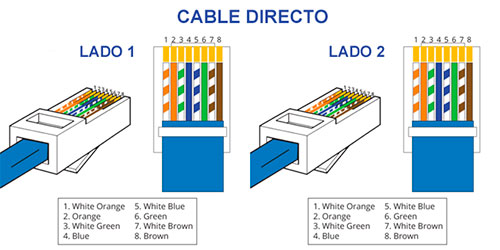 CABLE DIRECTO
LADO 1
1 2 3 4 5 6 7 8
1. White Orange 5. White Blue
2. Orange 6. Green
3. White Green 7. White Brown
4. Blue 8. Brown
LADO 2
1 2 3 4 5 6 7 8
1. White Orange 5. White Blue
2. Orange 6. Green
3. White Green 7. White Brown
4. Blue 8. Brown